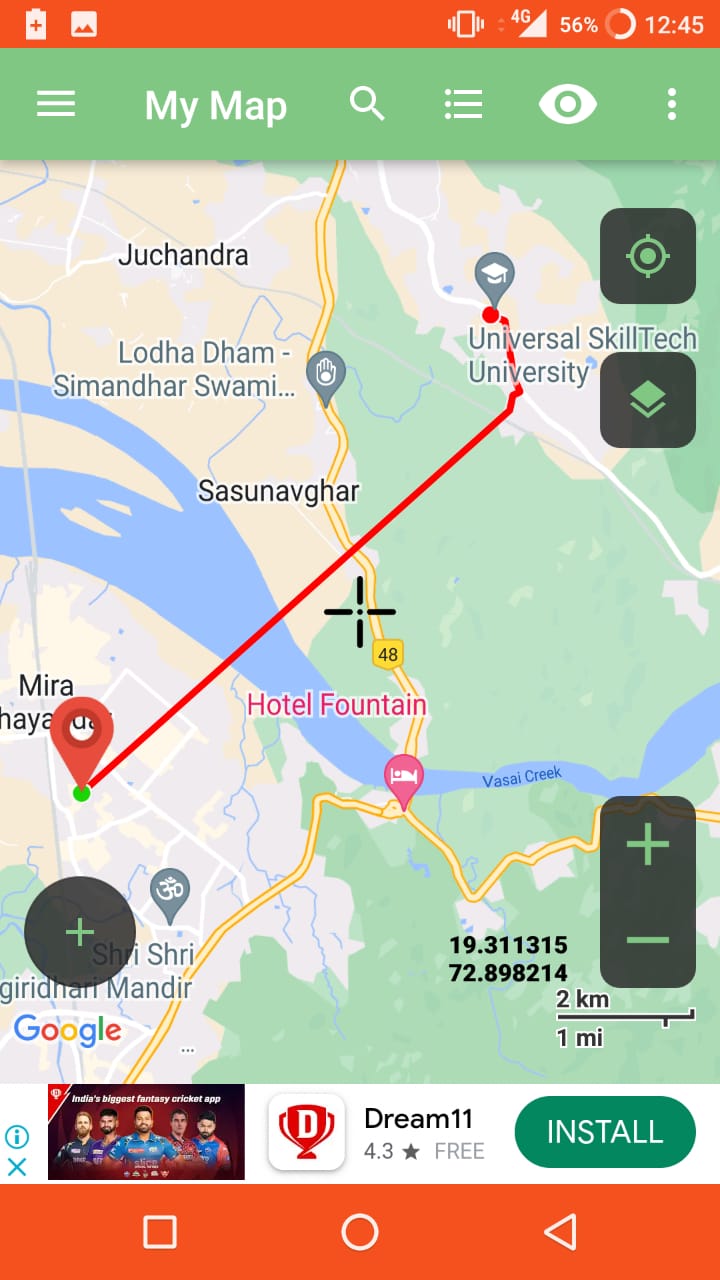 4G 56% 12:45
My Map
Juchandra
Universal SkillTech
University
Lodha Dham -
Simandhar Swami...
Sasunavghar
48
Mira
Hotel Fountain
Vasai Creek
19.311315
72.898214
Shri Shri
giridhari Mandir
2 km
1 mi
Google
...
India's biggest fantasy cricket app
Dream11
4.3 ★ FREE
INSTALL